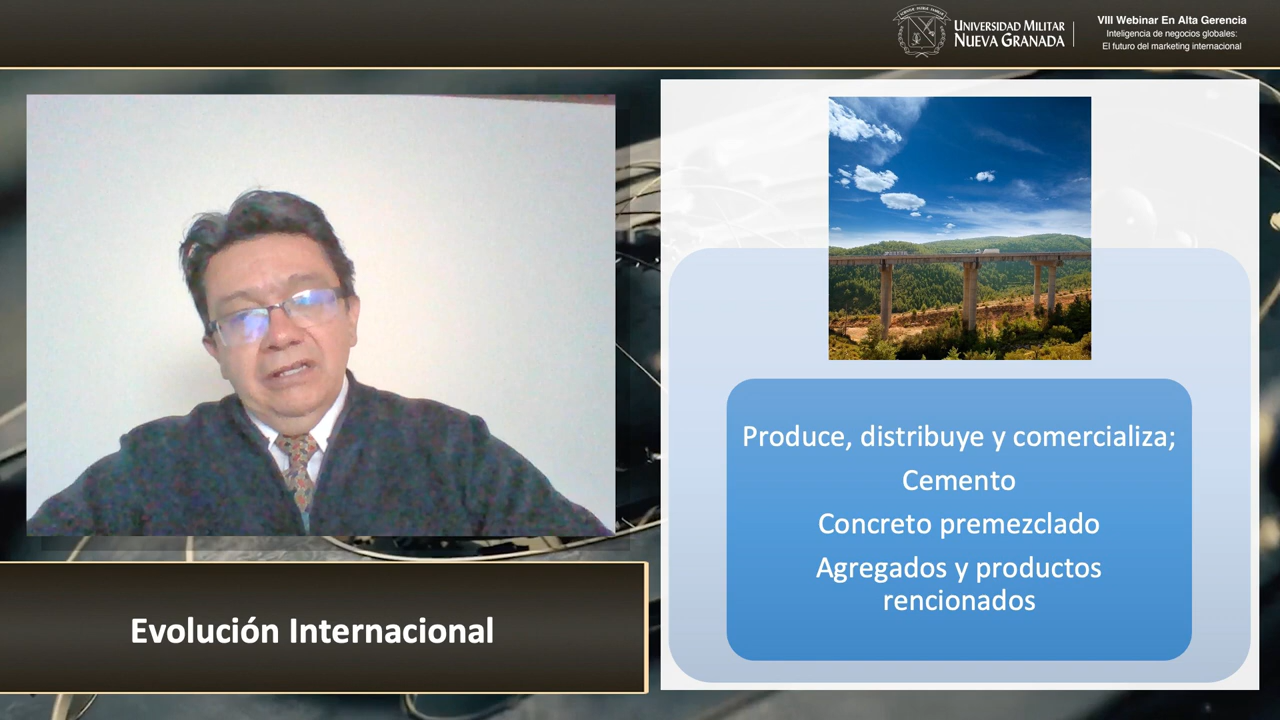 UNIVERSIDAD MILITAR
NUEVA GRANADA
VIII Webinar En Alta Gerencia
Inteligencia de negocios globales:
El futuro del marketing internacional
Produce, distribuye y comercializa;
Cemento
Concreto premezclado
Agregados y productos
rencionados
Evolución Internacional